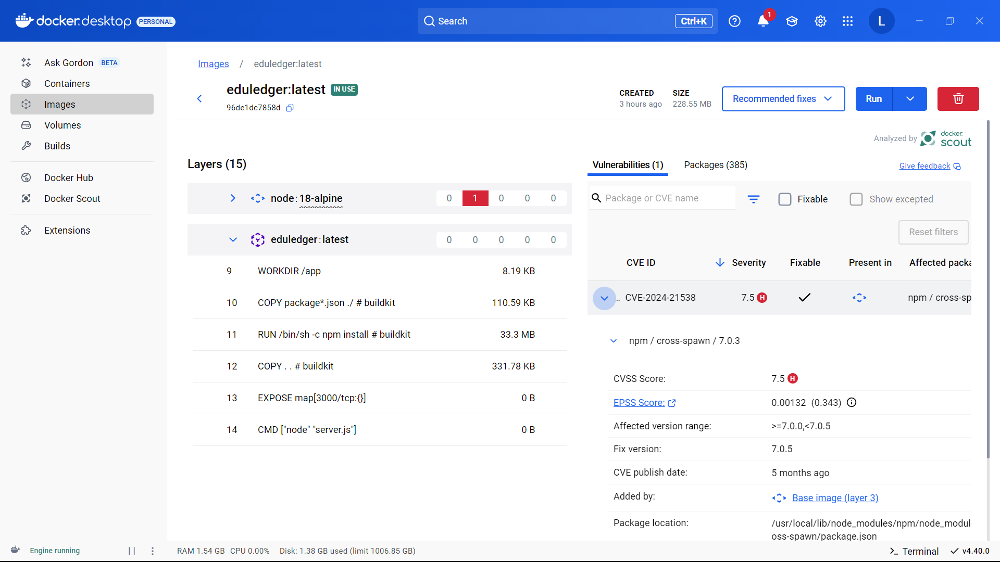 docker.desktop PERSONAL
Search Ctrl+K
1
L
Ask Gordon BETA
Containers
Images
Volumes
Builds
Docker Hub
Docker Scout
Extensions
Images / eduledger:latest
eduledger:latest IN USE
96de1dc7858d
CREATED
3 hours ago
SIZE
228.55 MB
Recommended fixes
Run
Analyzed by docker scout
Layers (15)
node:18-alpine 0 1 0 0 0
eduledger:latest 0 0 0 0 0
9 WORKDIR /app 8.19 KB
10 COPY package*.json ./ # buildkit 110.59 KB
11 RUN /bin/sh -c npm install # buildkit 33.3 MB
12 COPY . . # buildkit 331.78 KB
13 EXPOSE map[3000/tcp:{}] 0 B
14 CMD ["node" "server.js"] 0 B
Vulnerabilities (1) Packages (385) Give feedback
Package or CVE name Fixable Show excepted
Reset filters
CVE ID Severity Fixable Present in Affected packa
.. CVE-2024-21538 7.5 H npm / cross-sp
npm / cross-spawn / 7.0.3
CVSS Score: 7.5 H
EPSS Score: 0.00132 (0.343)
Affected version range: >=7.0.0,<7.0.5
Fix version: 7.0.5
CVE publish date: 5 months ago
Added by: Base image (layer 3)
Package location: /usr/local/lib/node_modules/npm/node_modul
oss-spawn/package.json
Engine running RAM 1.54 GB CPU 0.00% Disk: 1.38 GB used (limit 1006.85 GB) Terminal v4.40.0